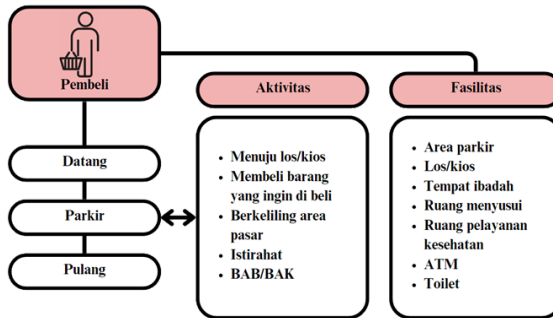 Pembeli
Datang
Parkir
Pulang
Aktivitas
Menuju los/kios
Membeli barang
yang ingin di beli
Berkeliling area
pasar
Istirahat
BAB/BAK
Fasilitas
Area parkir
Los/kios
Tempat ibadah
Ruang menyusui
Ruang pelayanan
kesehatan
ATM
Toilet